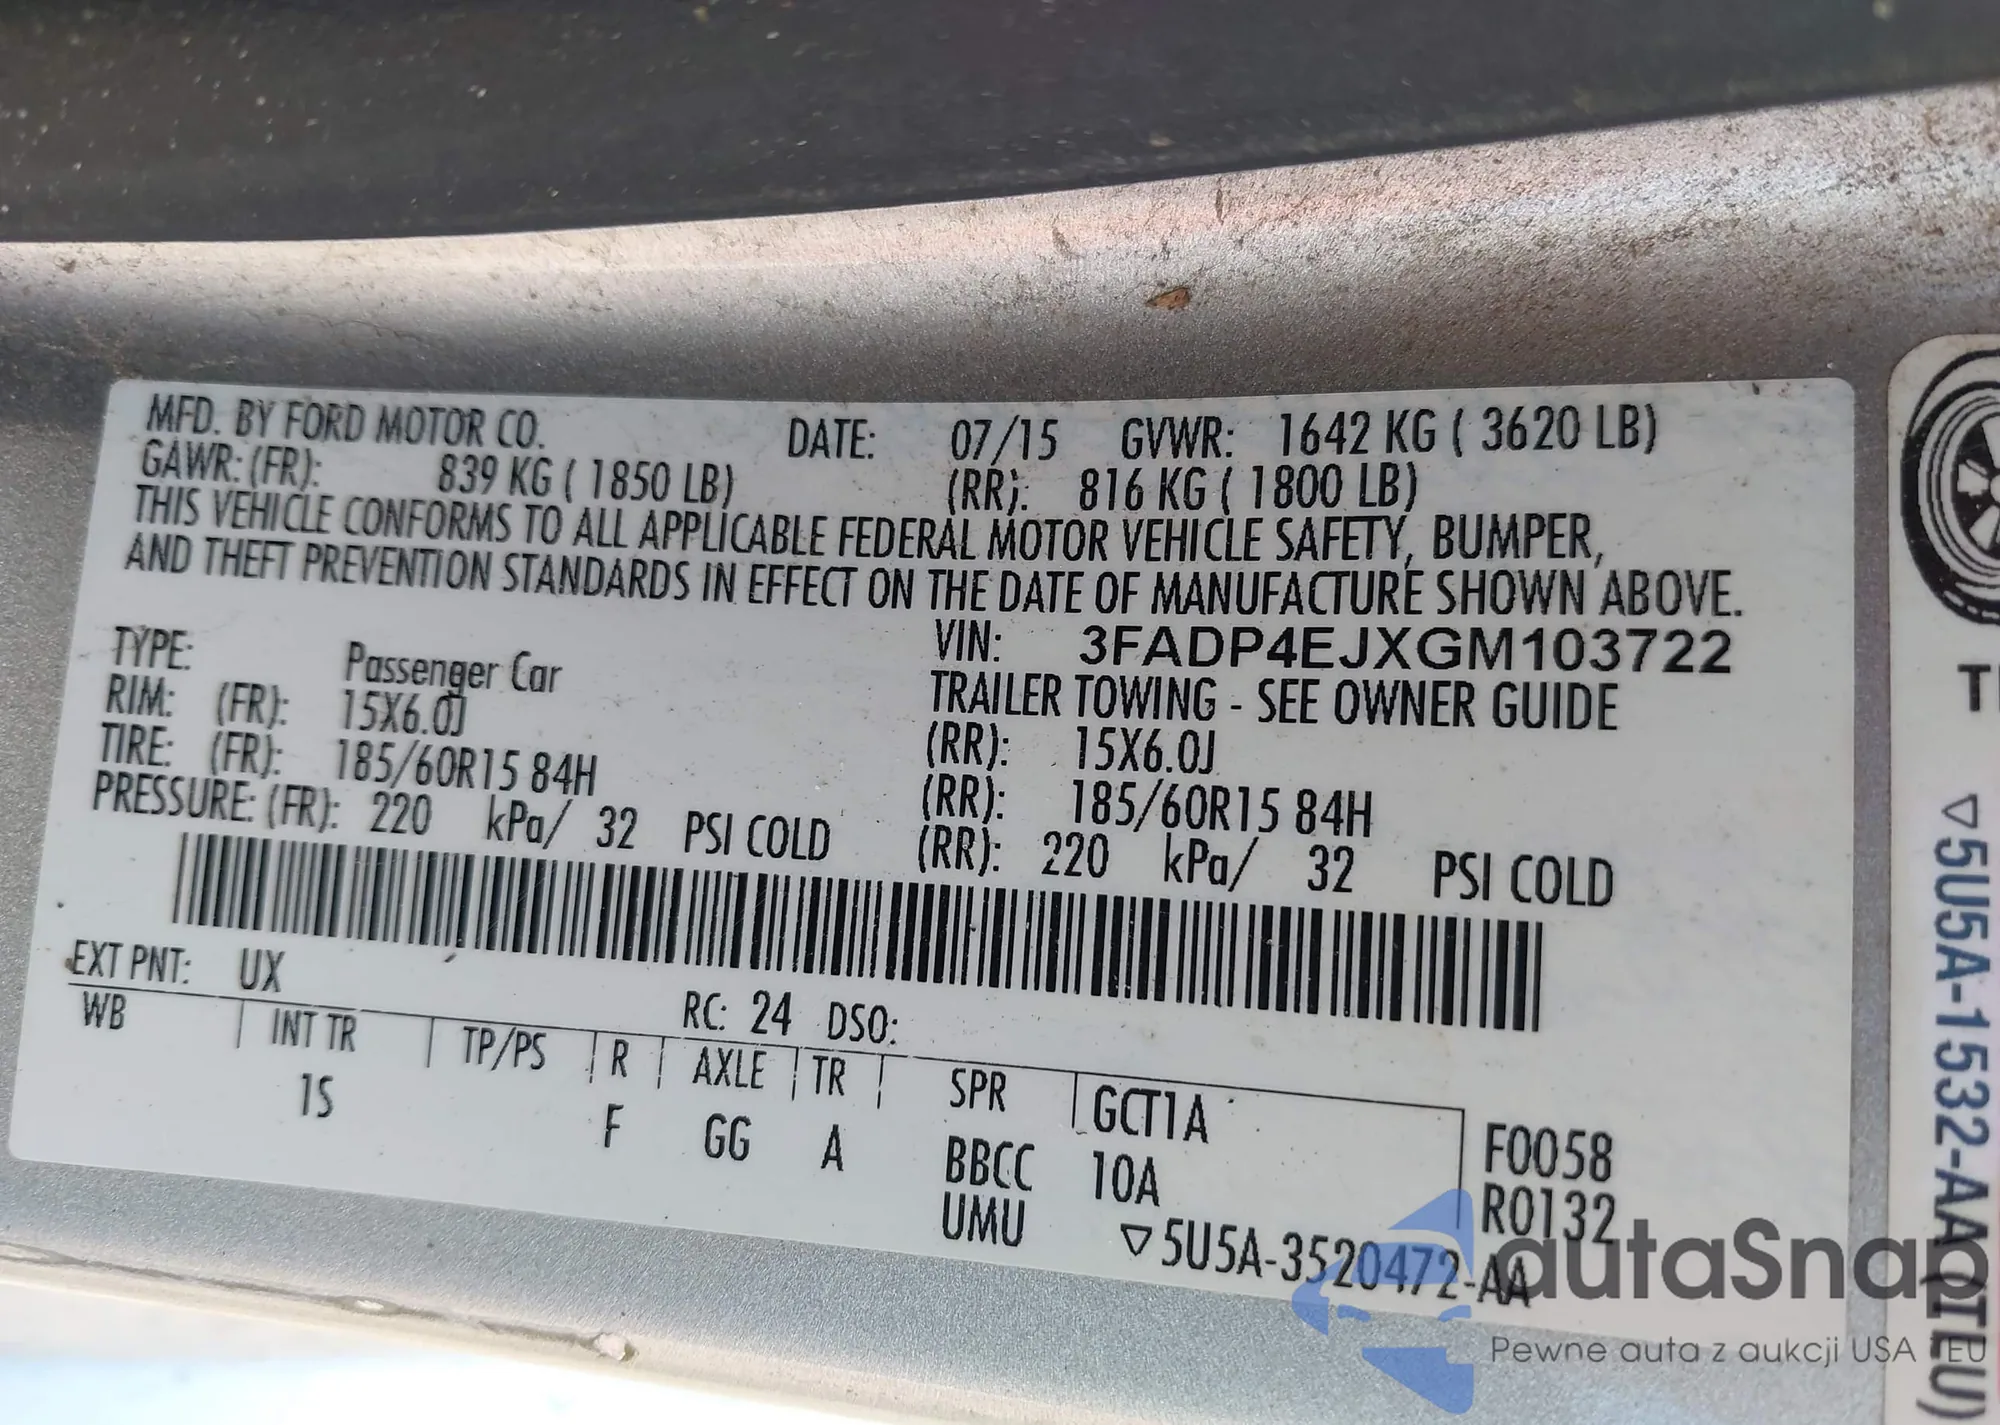 MFD. BY FORD MOTOR CO. DATE: 07/15 GVWR: 1642 KG ( 3620 LB)
GAWR: (FR): 839 KG ( 1850 LB) (RR): 816 KG ( 1800 LB)
THIS VEHICLE CONFORMS TO ALL APPLICABLE FEDERAL MOTOR VEHICLE SAFETY, BUMPER,
AND THEFT PREVENTION STANDARDS IN EFFECT ON THE DATE OF MANUFACTURE SHOWN ABOVE.
VIN: 3FADP4EJXGM103722
TYPE: Passenger Car TRAILER TOWING - SEE OWNER GUIDE
RIM: (FR): 15X6.0J (RR): 15X6.0J
TIRE: (FR): 185/60R15 84H (RR): 185/60R15 84H
PRESSURE: (FR): 220 kPa/ 32 PSI COLD (RR): 220 kPa/ 32 PSI COLD
EXT PNT: UX RC: 24 DSO:
WB INT TR TP/PS R AXLE TR SPR GCT1A F0058
1S F GG A BBCC 10A R0132
UMU ▽5U5A-3520472-AA
▽5U5A-1532-AA
autaSnap
Pewne auta z aukcji USA i EU